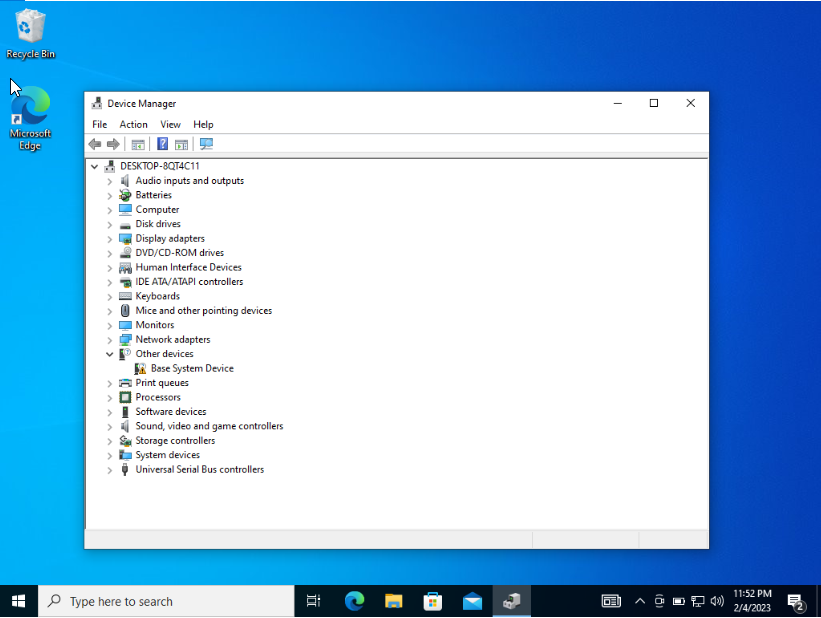 Recycle Bin
Microsoft
Edge
Device Manager
File Action View Help
DESKTOP-8QT4C11
Audio inputs and outputs
Batteries
Computer
Disk drives
Display adapters
DVD/CD-ROM drives
Human Interface Devices
IDE ATA/ATAPI controllers
Keyboards
Mice and other pointing devices
Monitors
Network adapters
Other devices
Base System Device
Print queues
Processors
Software devices
Sound, video and game controllers
Storage controllers
System devices
Universal Serial Bus controllers
Type here to search
11:52 PM
2/4/2023
2